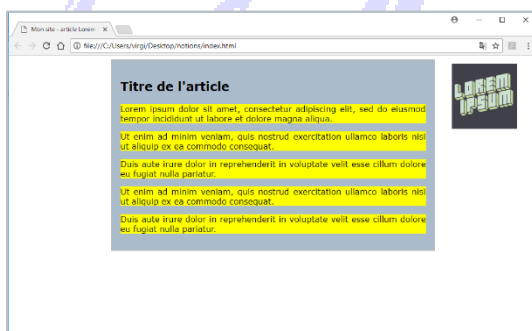 Mon site - article Lorem
file:///C:/Users/virgi/Desktop/notions/index.html
Titre de l'article
Lorem ipsum dolor sit amet, consectetur adipiscing elit, sed do eiusmod
tempor incididunt ut labore et dolore magna aliqua.
Ut enim ad minim veniam, quis nostrud exercitation ullamco laboris nisi
ut aliquip ex ea commodo consequat.
Duis aute irure dolor in reprehenderit in voluptate velit esse cillum dolore
eu fugiat nulla pariatur.
Ut enim ad minim veniam, quis nostrud exercitation ullamco laboris nisi
ut aliquip ex ea commodo consequat.
Duis aute irure dolor in reprehenderit in voluptate velit esse cillum dolore
eu fugiat nulla pariatur.
LOREM
IPSUM